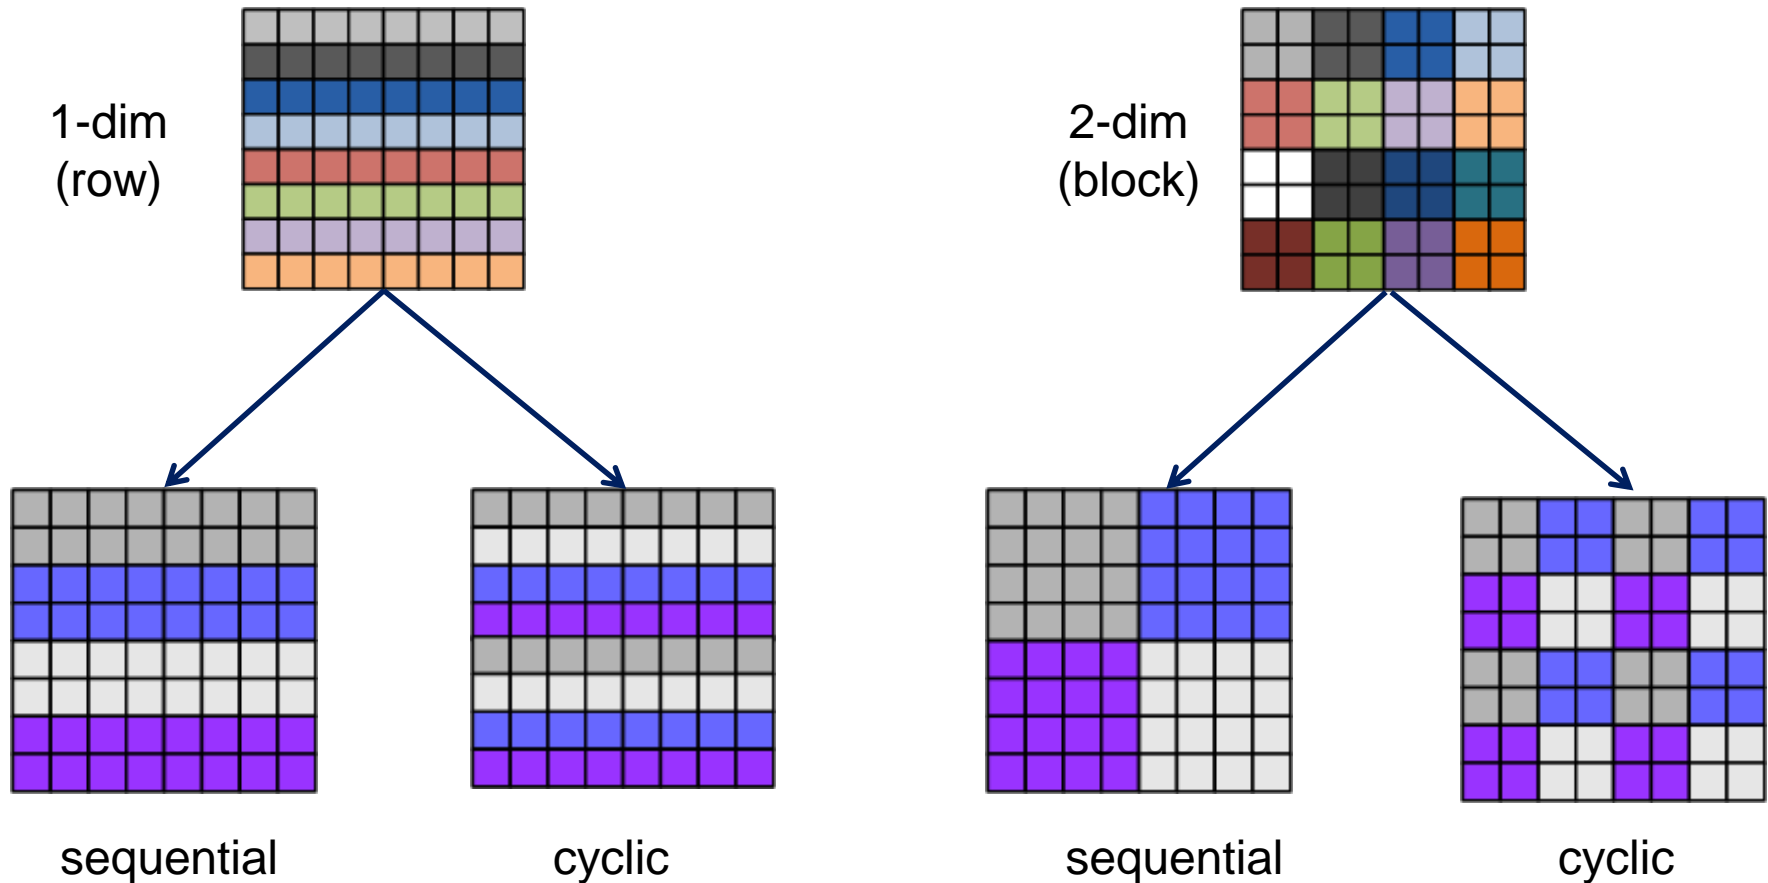 1-dim
(row)
2-dim
(block)
sequential
cyclic
sequential
cyclic